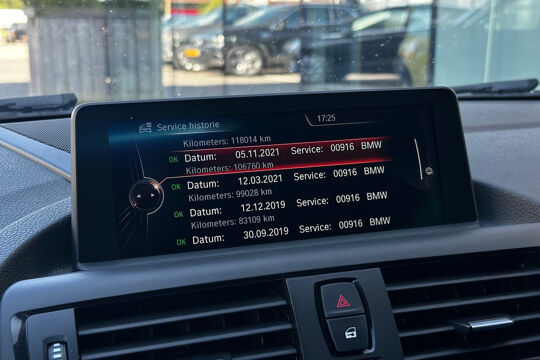 Service historie
17:25
Kilometers: 118014 km
OK Datum: 05.11.2021 Service: 00916 BMW
Kilometers: 106760 km
OK Datum: 12.03.2021 Service: 00916 BMW
Kilometers: 99028 km
OK Datum: 12.12.2019 Service: 00916 BMW
Kilometers: 83109 km
OK Datum: 30.09.2019 Service: 00916 BMW